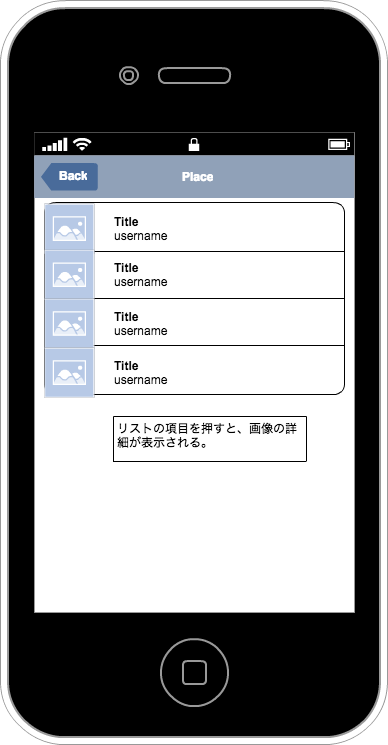 Back
Place
Title
username
Title
username
Title
username
Title
username
リストの項目を押すと、画像の詳
細が表示される。